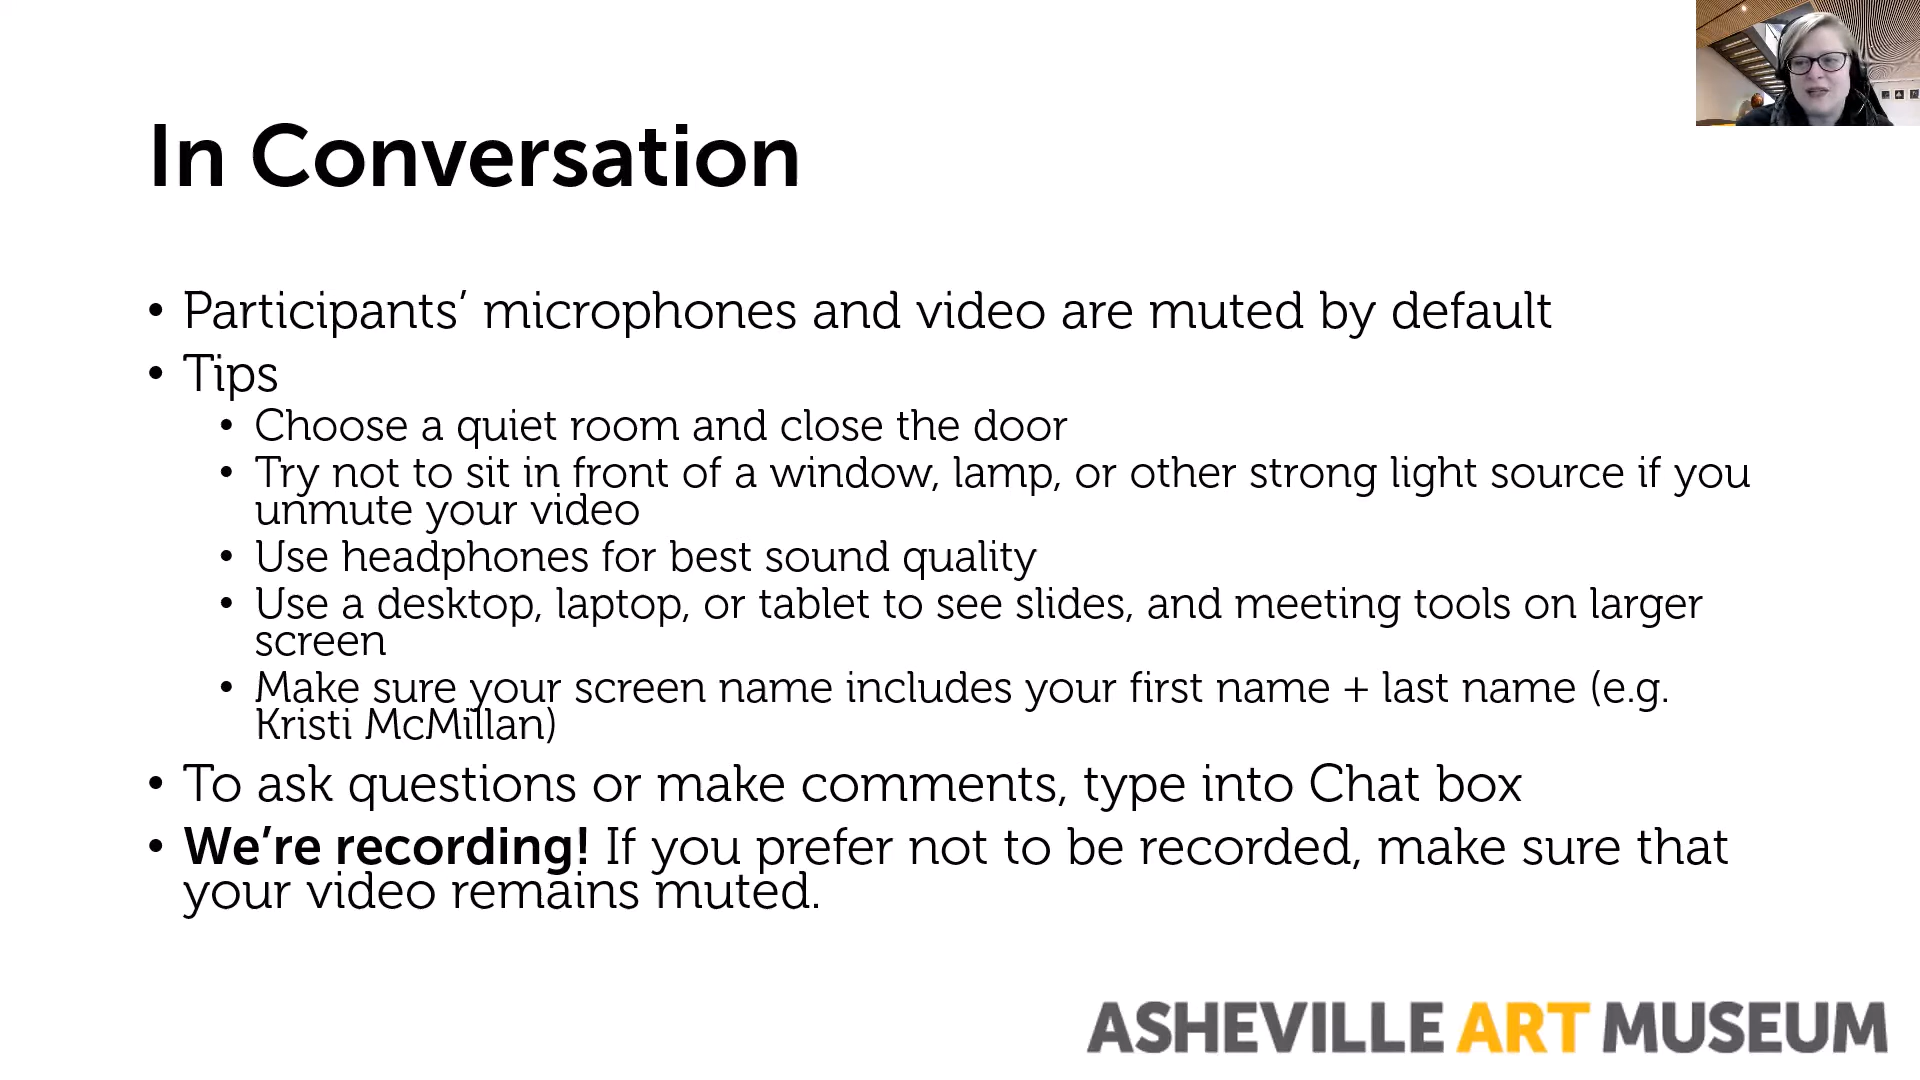 In Conversation
• Participants’ microphones and video are muted by default
• Tips
• Choose a quiet room and close the door
• Try not to sit in front of a window, lamp, or other strong light source if you
unmute your video
• Use headphones for best sound quality
• Use a desktop, laptop, or tablet to see slides, and meeting tools on larger
screen
• Make sure your screen name includes your first name + last name (e.g.
Kristi McMillan)
• To ask questions or make comments, type into Chat box
• We’re recording! If you prefer not to be recorded, make sure that
your video remains muted.
ASHEVILLE ART MUSEUM